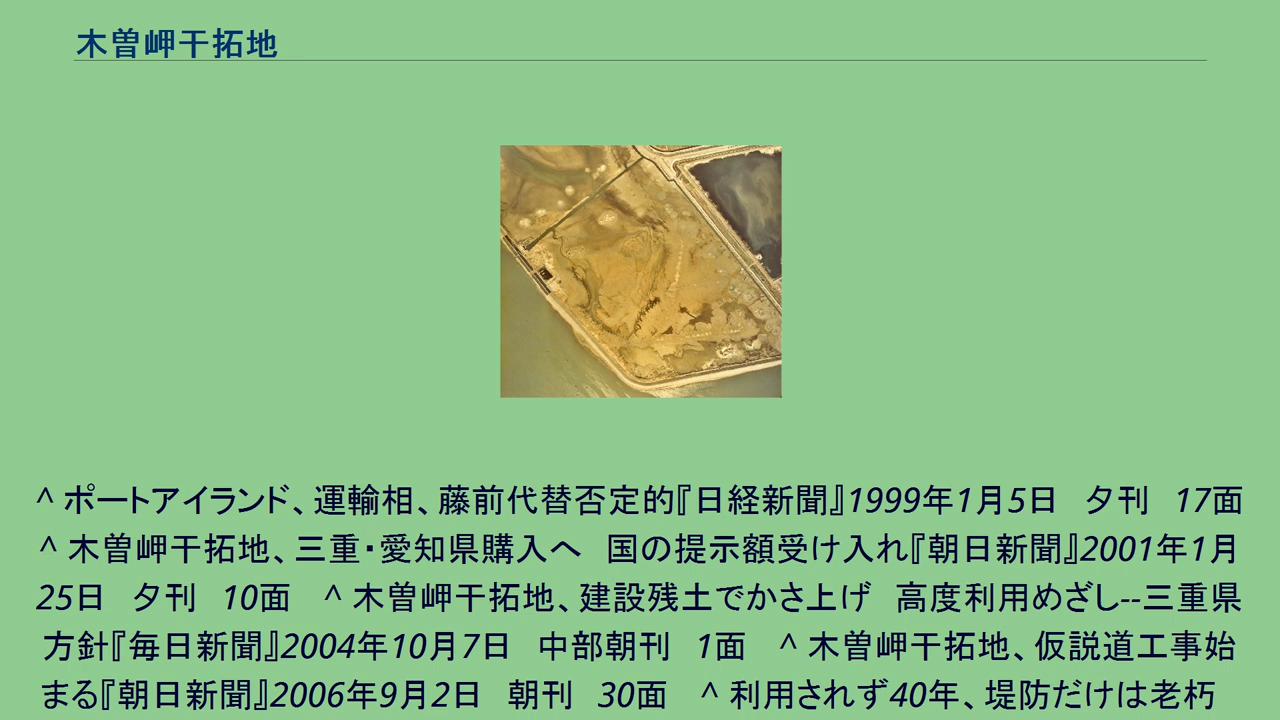 木曽岬干拓地
^ ポートアイランド、運輸相、藤前代替否定的『日経新聞』1999年1月5日　夕刊　17面
^ 木曽岬干拓地、三重・愛知県購入へ　国の提示額受け入れ『朝日新聞』2001年1月
25日　夕刊　10面　^ 木曽岬干拓地、建設残土でかさ上げ　高度利用めざし--三重県
方針『毎日新聞』2004年10月7日　中部朝刊　1面　^ 木曽岬干拓地、仮説道工事始
まる『朝日新聞』2006年9月2日　朝刊　30面　^ 利用されず40年、堤防だけは老朽